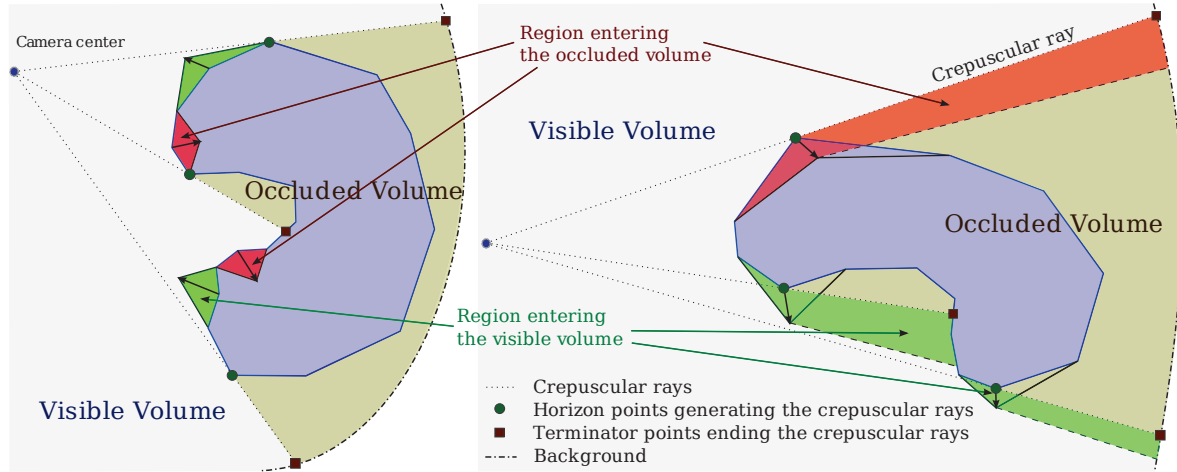 Camera center
Region entering
the occluded volume
Crepuscular ray
Visible Volume
Occluded Volume
Occluded Volume
Region entering
the visible volume
Visible Volume
Crepuscular rays
Horizon points generating the crepuscular rays
Terminator points ending the crepuscular rays
Background